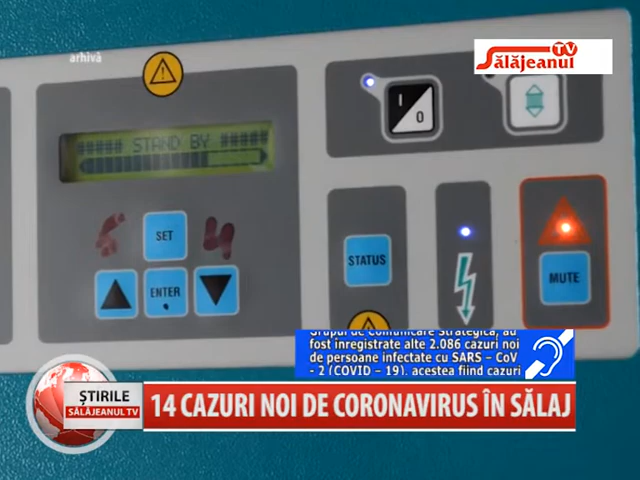 arhivă
Sălăjeanul TV
##### STAND BY #####
I
O
SET
ENTER
STATUS
MUTE
Grupul de Comunicare Strategică, au
fost înregistrate alte 2.086 cazuri noi
de persoane infectate cu SARS – CoV
– 2 (COVID – 19), acestea fiind cazuri
ȘTIRILE
SĂLĂJEANUL TV
14 CAZURI NOI DE CORONAVIRUS ÎN SĂLAJ